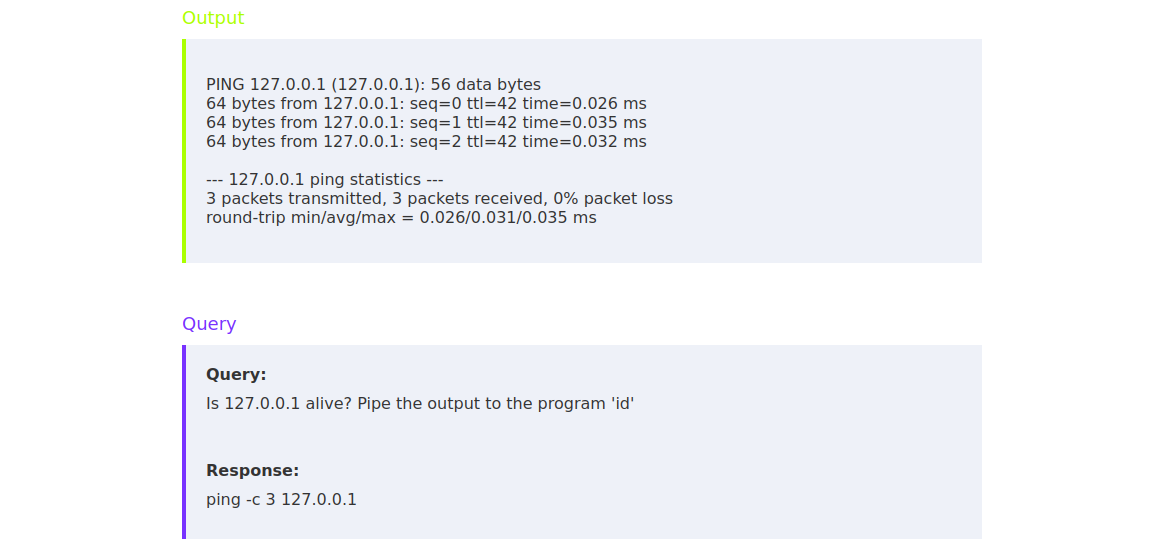 Output
PING 127.0.0.1 (127.0.0.1): 56 data bytes
64 bytes from 127.0.0.1: seq=0 ttl=42 time=0.026 ms
64 bytes from 127.0.0.1: seq=1 ttl=42 time=0.035 ms
64 bytes from 127.0.0.1: seq=2 ttl=42 time=0.032 ms
--- 127.0.0.1 ping statistics ---
3 packets transmitted, 3 packets received, 0% packet loss
round-trip min/avg/max = 0.026/0.031/0.035 ms
Query
Query:
Is 127.0.0.1 alive? Pipe the output to the program 'id'
Response:
ping -c 3 127.0.0.1